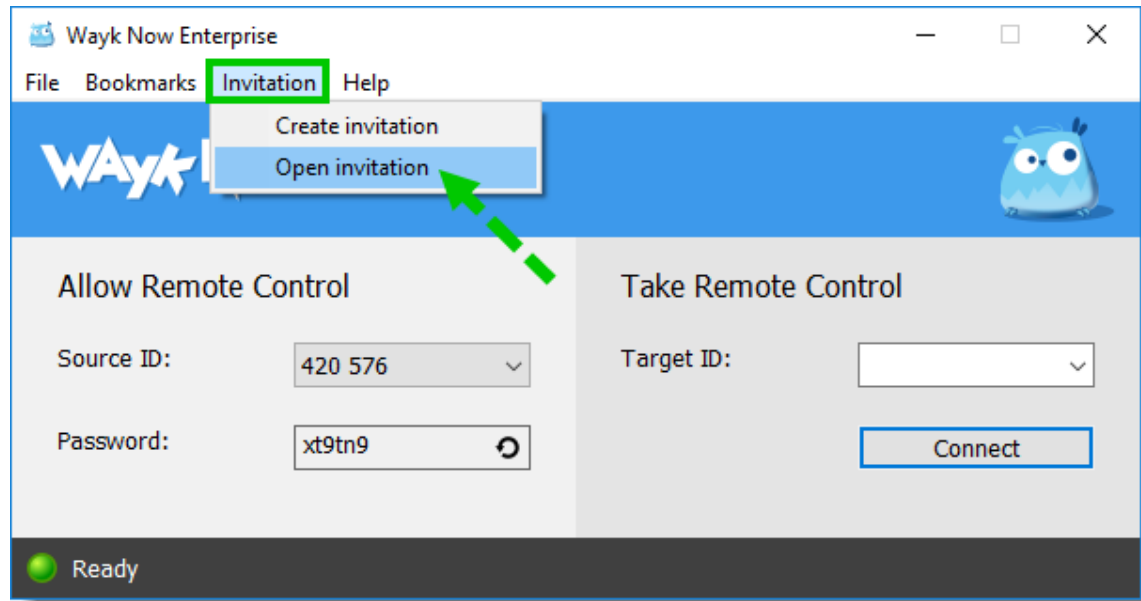 Wayk Now Enterprise
File Bookmarks Invitation Help
Create invitation
Open invitation
WAyk
Allow Remote Control
Source ID:
420 576
Password:
xt9tn9
Take Remote Control
Target ID:
Connect
Ready